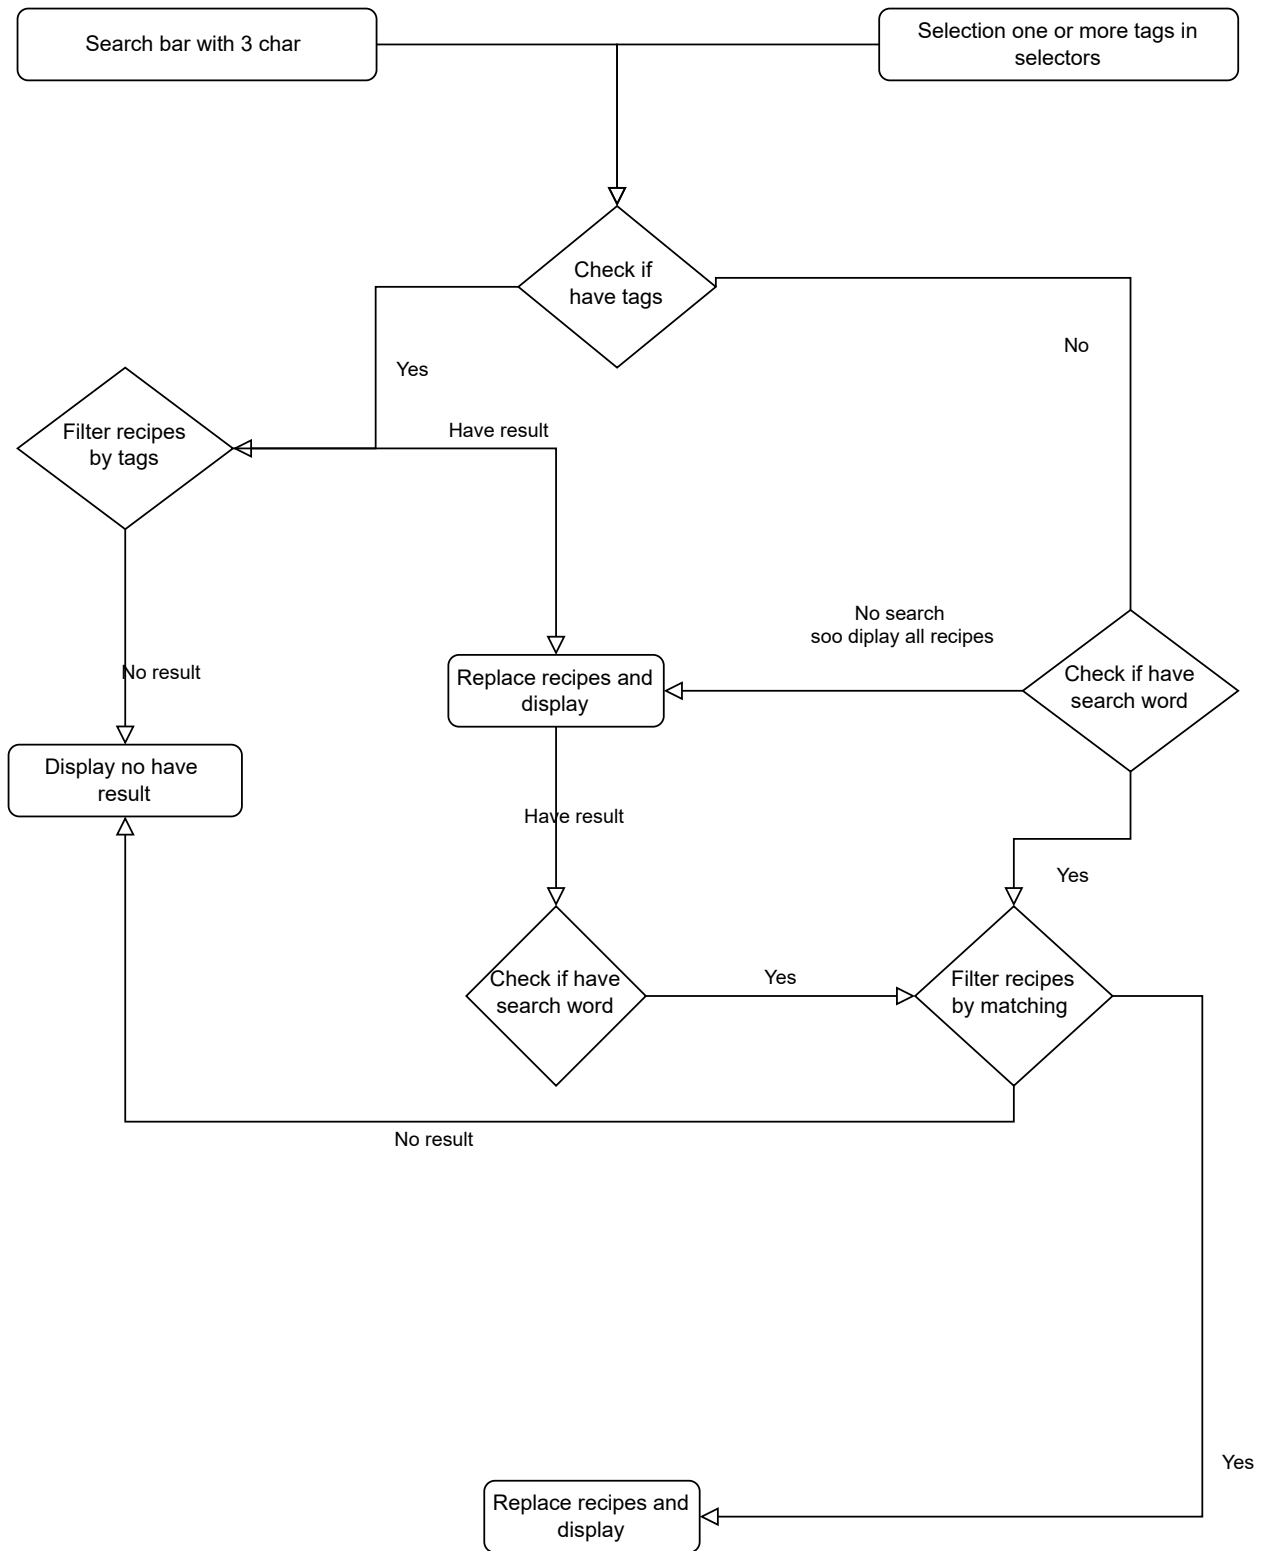 Search bar with 3 char
Selection one or more tags in
selectors
Check if
have tags
No
Yes
Filter recipes
by tags
Have result
No search
soo diplay all recipes
No result
Replace recipes and
display
Check if have
search word
Display no have
result
Have result
Yes
Check if have
search word
Yes
Filter recipes
by matching
No result
Yes
Replace recipes and
display